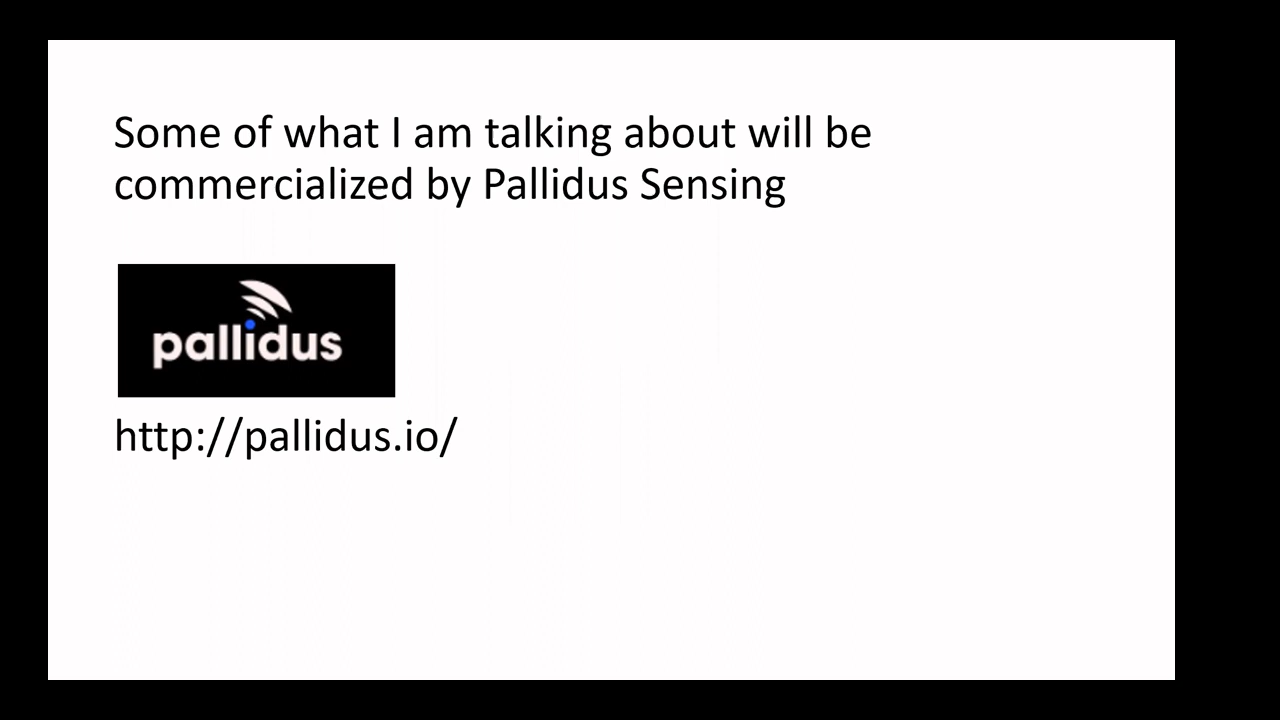 Some of what I am talking about will be
commercialized by Pallidus Sensing
pallidus
http://pallidus.io/